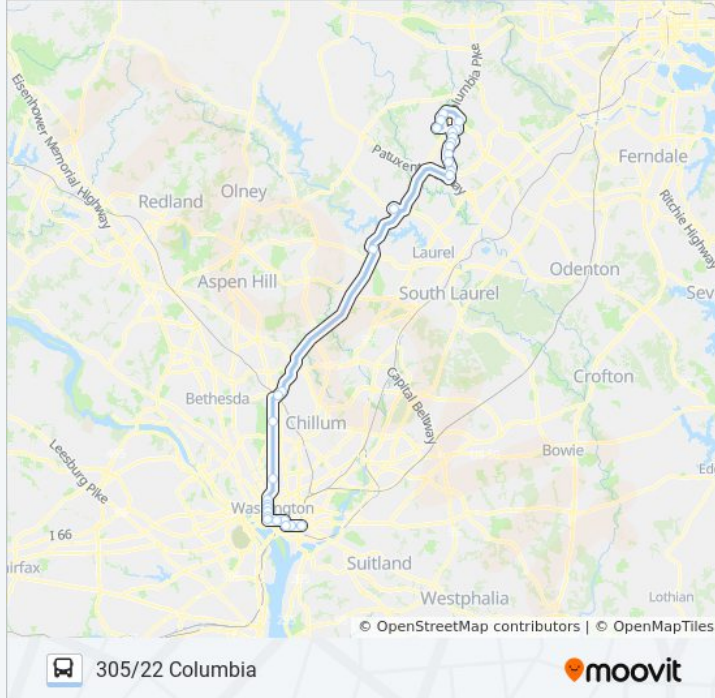 Columbia Pike
Eisenhower Memorial Highway
Ferndale
Patuxent
Olney
Redland
Ritchie Highway
Laurel
Odenton
Aspen Hill
South Laurel
Sev
Bethesda
Capital Beltway
Crofton
Chillum
Leesburg Pike
Bowie
Ed
Washington
I 66
airfax
Suitland
Westphalia
Lothian
© OpenStreetMap contributors | © OpenMapTiles
305/22 Columbia
moovit